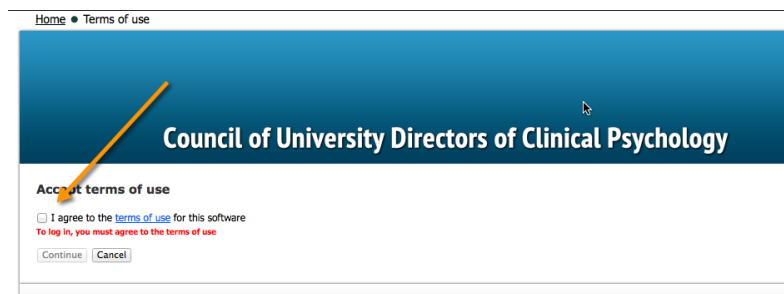 Home • Terms of use
Council of University Directors of Clinical Psychology
Accept terms of use
I agree to the terms of use for this software
To log in, you must agree to the terms of use
Continue Cancel